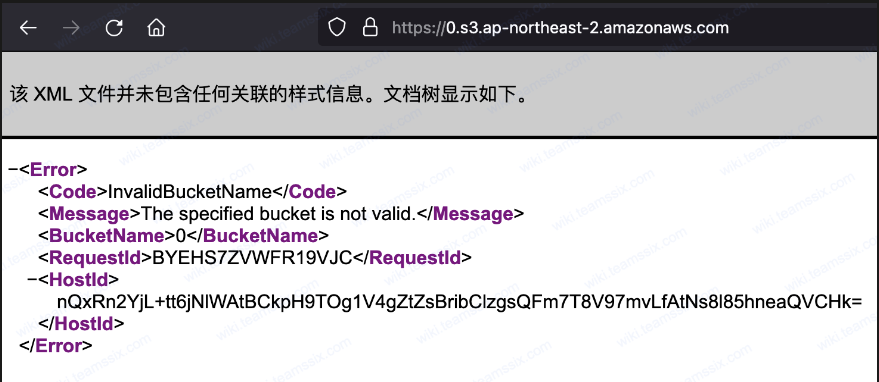 https://0.s3.ap-northeast-2.amazonaws.com
该 XML 文件并未包含任何关联的样式信息。文档树显示如下。
−<Error>
<Code>InvalidBucketName</Code>
<Message>The specified bucket is not valid.</Message>
<BucketName>0</BucketName>
<RequestId>BYEHS7ZVWFR19VJC</RequestId>
−<HostId>
nQxRn2YjL+tt6jNlWAtBCkpH9TOg1V4gZtZsBribClzgsQFm7T8V97mvLfAtNs8l85hneaQVCHk=
</HostId>
</Error>
wiki.teamssix.com